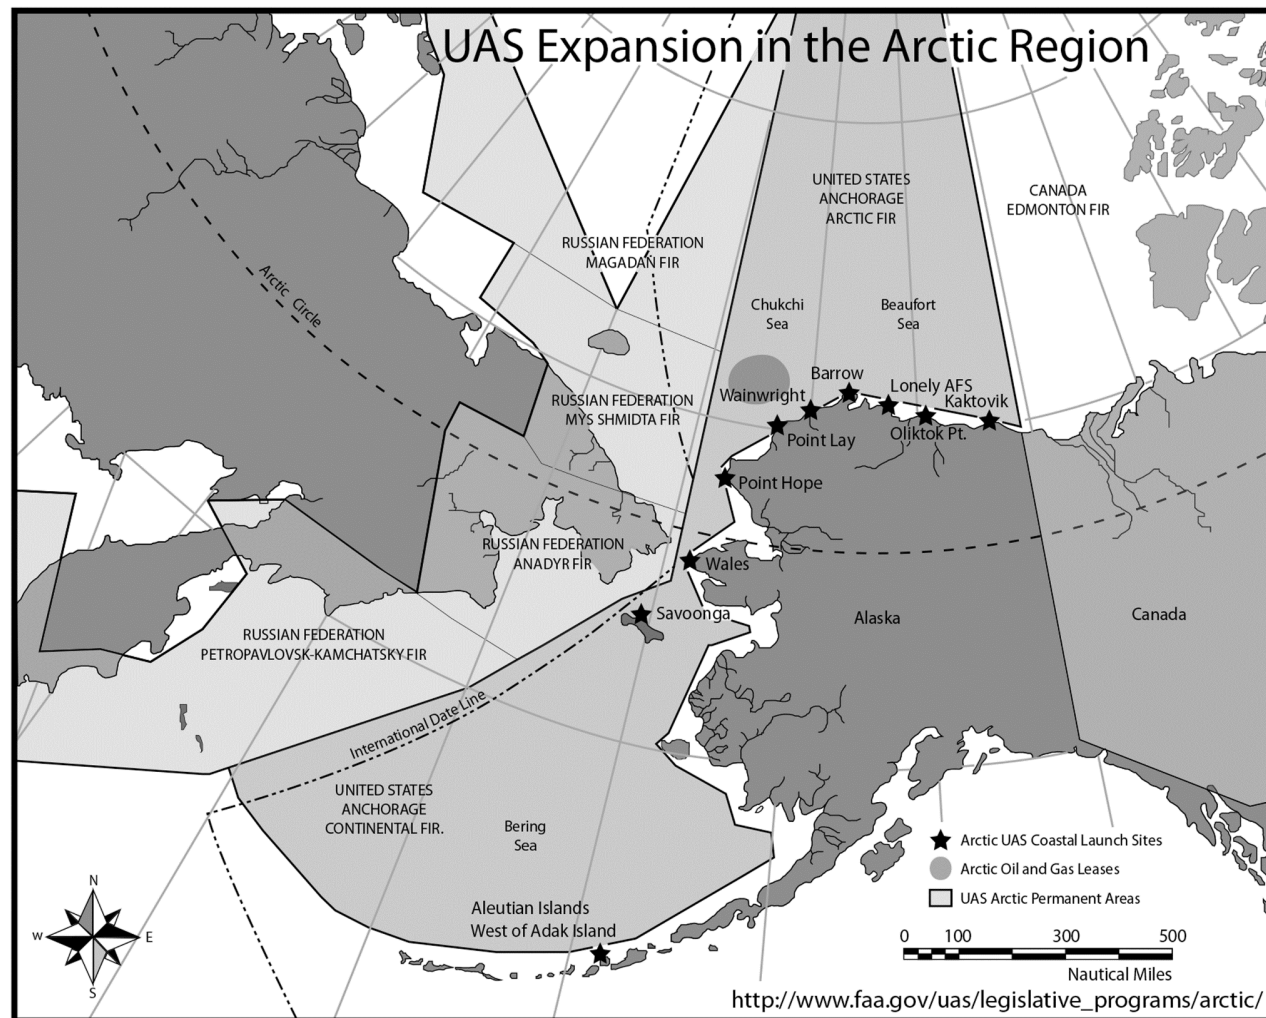 UAS Expansion in the Arctic Region
UNITED STATES
ANCHORAGE
ARCTIC FIR
CANADA
EDMONTON FIR
RUSSIAN FEDERATION
MAGADAN FIR
Arctic Circle
Chukchi
Sea
Beaufort
Sea
Barrow
Wainwright
Lonely AFS
Kaktovik
RUSSIAN FEDERATION
MYS SHMIDTA FIR
Point Lay
Oliktok Pt.
Point Hope
RUSSIAN FEDERATION
ANADYR FIR
Wales
Savoonga
Alaska
Canada
RUSSIAN FEDERATION
PETROPAVLOVSK-KAMCHATSKY FIR
International Date Line
UNITED STATES
ANCHORAGE
CONTINENTAL FIR.
Bering
Sea
Aleutian Islands
West of Adak Island
N
W
E
S
Arctic UAS Coastal Launch Sites
Arctic Oil and Gas Leases
UAS Arctic Permanent Areas
0 100 300 500
Nautical Miles
http://www.faa.gov/uas/legislative_programs/arctic/